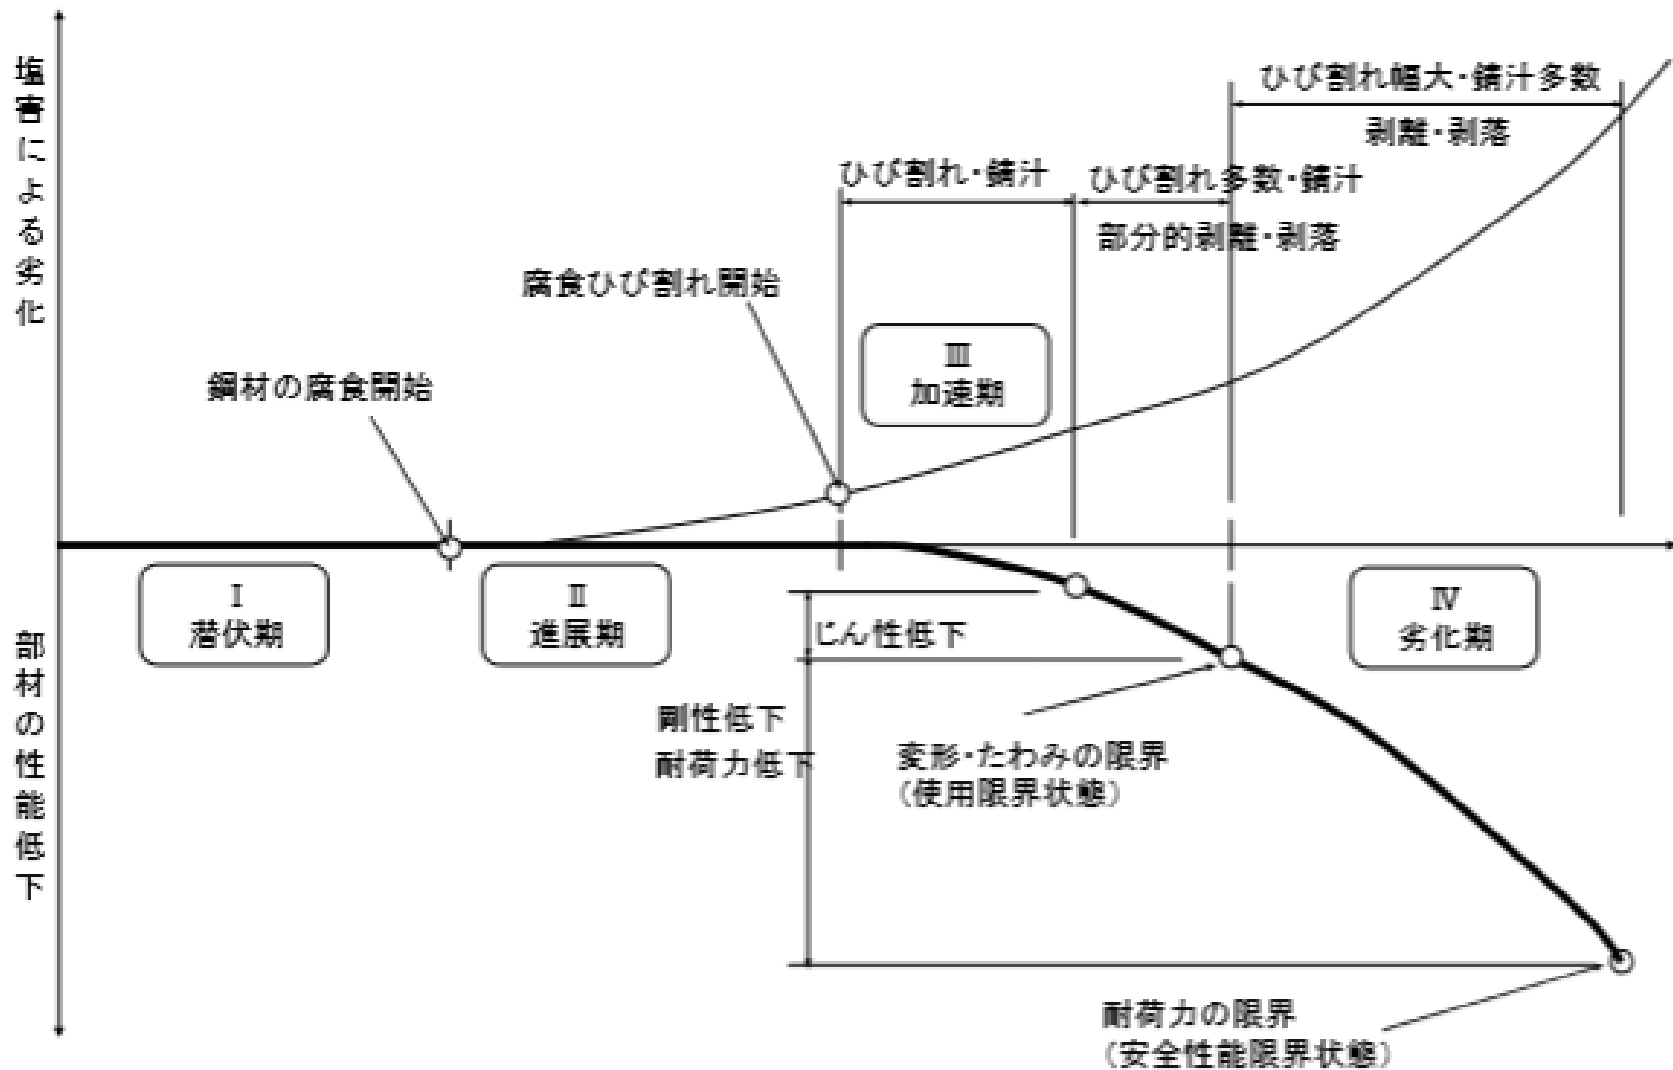 塩害による劣化
ひび割れ幅大・錆汁多数
剥離・剥落
ひび割れ・錆汁
ひび割れ多数・錆汁
部分的剥離・剥落
腐食ひび割れ開始
Ⅲ
加速期
鋼材の腐食開始
Ⅰ
潜伏期
Ⅱ
進展期
Ⅳ
劣化期
部材の性能低下
じん性低下
剛性低下
耐荷力低下
変形・たわみの限界
(使用限界状態)
耐荷力の限界
(安全性能限界状態)